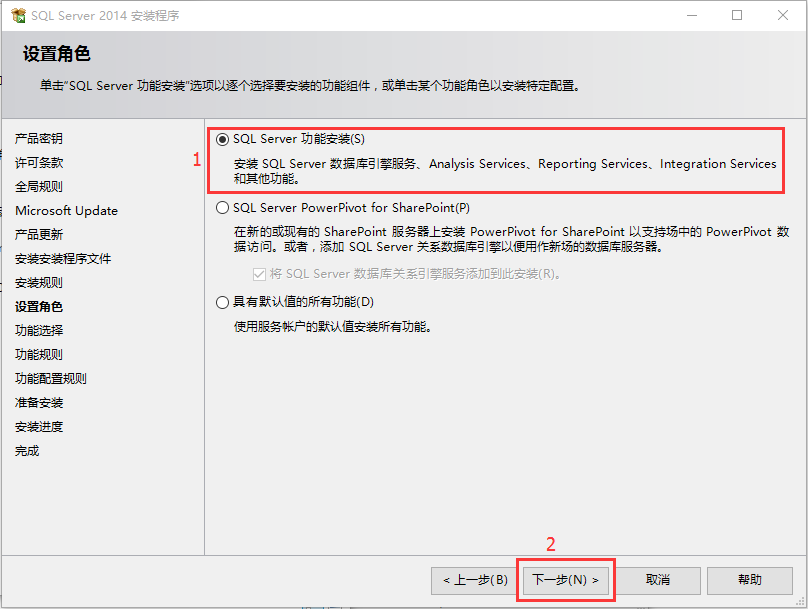 SQL Server 2014 安装程序
设置角色
单击“SQL Server 功能安装”选项以逐个选择要安装的功能组件，或单击某个功能角色以安装特定配置。
产品密钥
许可条款
全局规则
Microsoft Update
产品更新
安装安装程序文件
安装规则
设置角色
功能选择
功能规则
功能配置规则
准备安装
安装进度
完成
1
SQL Server 功能安装(S)
安装 SQL Server 数据库引擎服务、Analysis Services、Reporting Services、Integration Services
和其他功能。
SQL Server PowerPivot for SharePoint(P)
在新的或现有的 SharePoint 服务器上安装 PowerPivot for SharePoint 以支持场中的 PowerPivot 数
据访问。或者，添加 SQL Server 关系数据库引擎以便用作新场的数据库服务器。
将 SQL Server 数据库关系引擎服务添加到此安装(R)。
具有默认值的所有功能(D)
使用服务帐户的默认值安装所有功能。
2
< 上一步(B)
下一步(N) >
取消
帮助